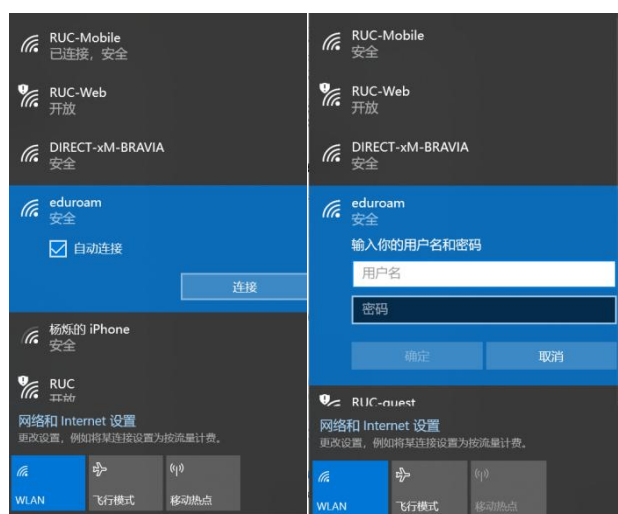 RUC-Mobile
已连接，安全
RUC-Web
开放
DIRECT-xM-BRAVIA
安全
eduroam
安全
自动连接
连接
杨烁的 iPhone
安全
RUC
开放
网络和 Internet 设置
更改设置，例如将某连接设置为按流量计费。
WLAN
飞行模式
移动热点
RUC-Mobile
安全
RUC-Web
开放
DIRECT-xM-BRAVIA
安全
eduroam
安全
输入你的用户名和密码
用户名
密码
确定
取消
RUC-guest
网络和 Internet 设置
更改设置，例如将某连接设置为按流量计费。
WLAN
飞行模式
移动热点